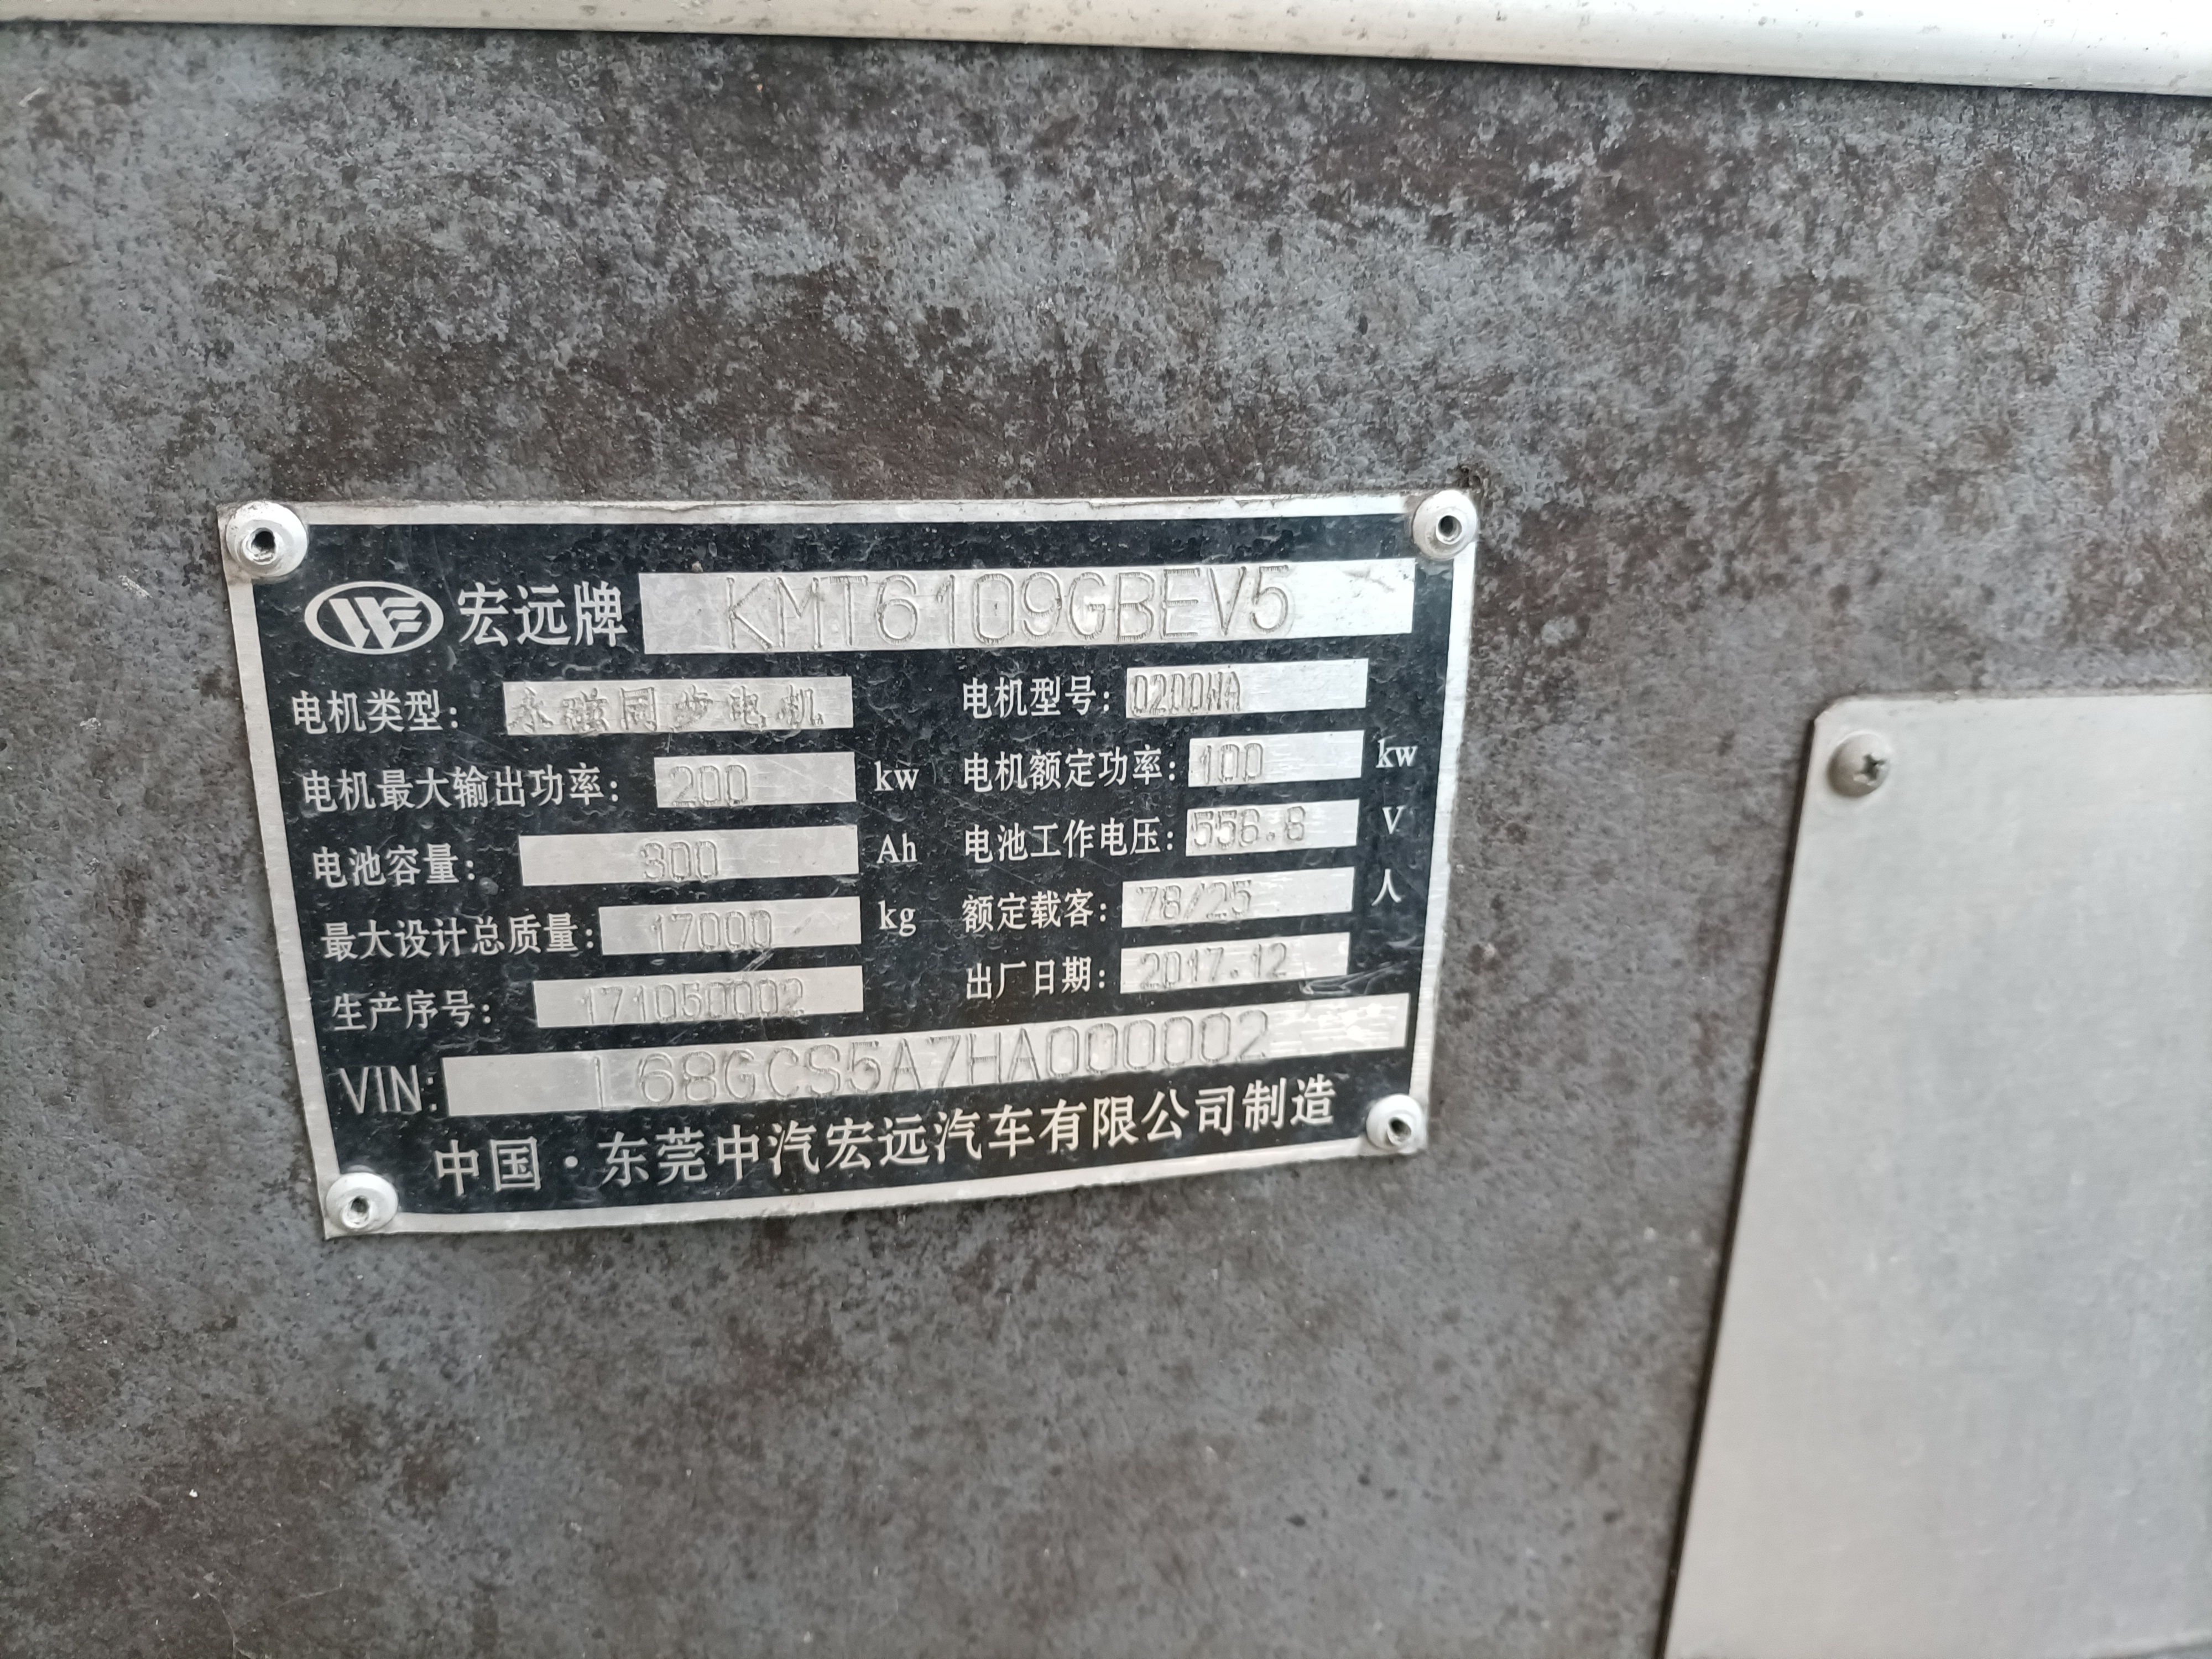 宏远牌 KMT6109GBEV5
电机类型: 永磁同步电机 电机型号: D200WA
电机最大输出功率: 200 kw 电机额定功率: 100 kw
电池容量: 300 Ah 电池工作电压: 556.8 V
最大设计总质量: 17000 kg 额定载客: 78/25 人
生产序号: 171050002 出厂日期: 2017.12
VIN: L68GCS5A7HA000002
中国·东莞中汽宏远汽车有限公司制造